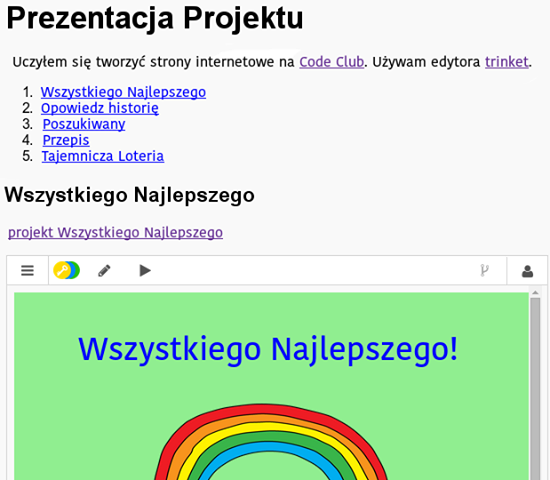 Prezentacja Projektu
Uczyłem się tworzyć strony internetowe na Code Club. Używam edytora trinket.
1. Wszystkiego Najlepszego
2. Opowiedz historię
3. Poszukiwany
4. Przepis
5. Tajemnicza Loteria
Wszystkiego Najlepszego
projekt Wszystkiego Najlepszego
Wszystkiego Najlepszego!